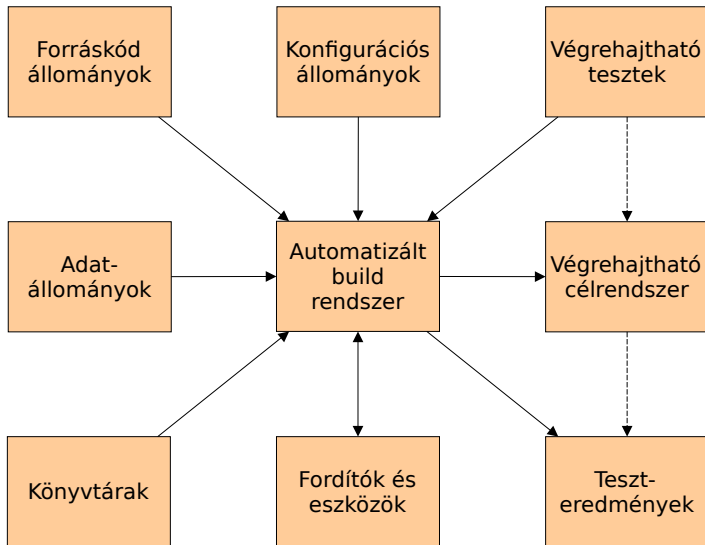 Forráskód
állományok
Konfigurációs
állományok
Végrehajtható
tesztek
Adat-
állományok
Automatizált
build
rendszer
Végrehajtható
célrendszer
Könyvtárak
Fordítók és
eszközök
Teszt-
eredmények